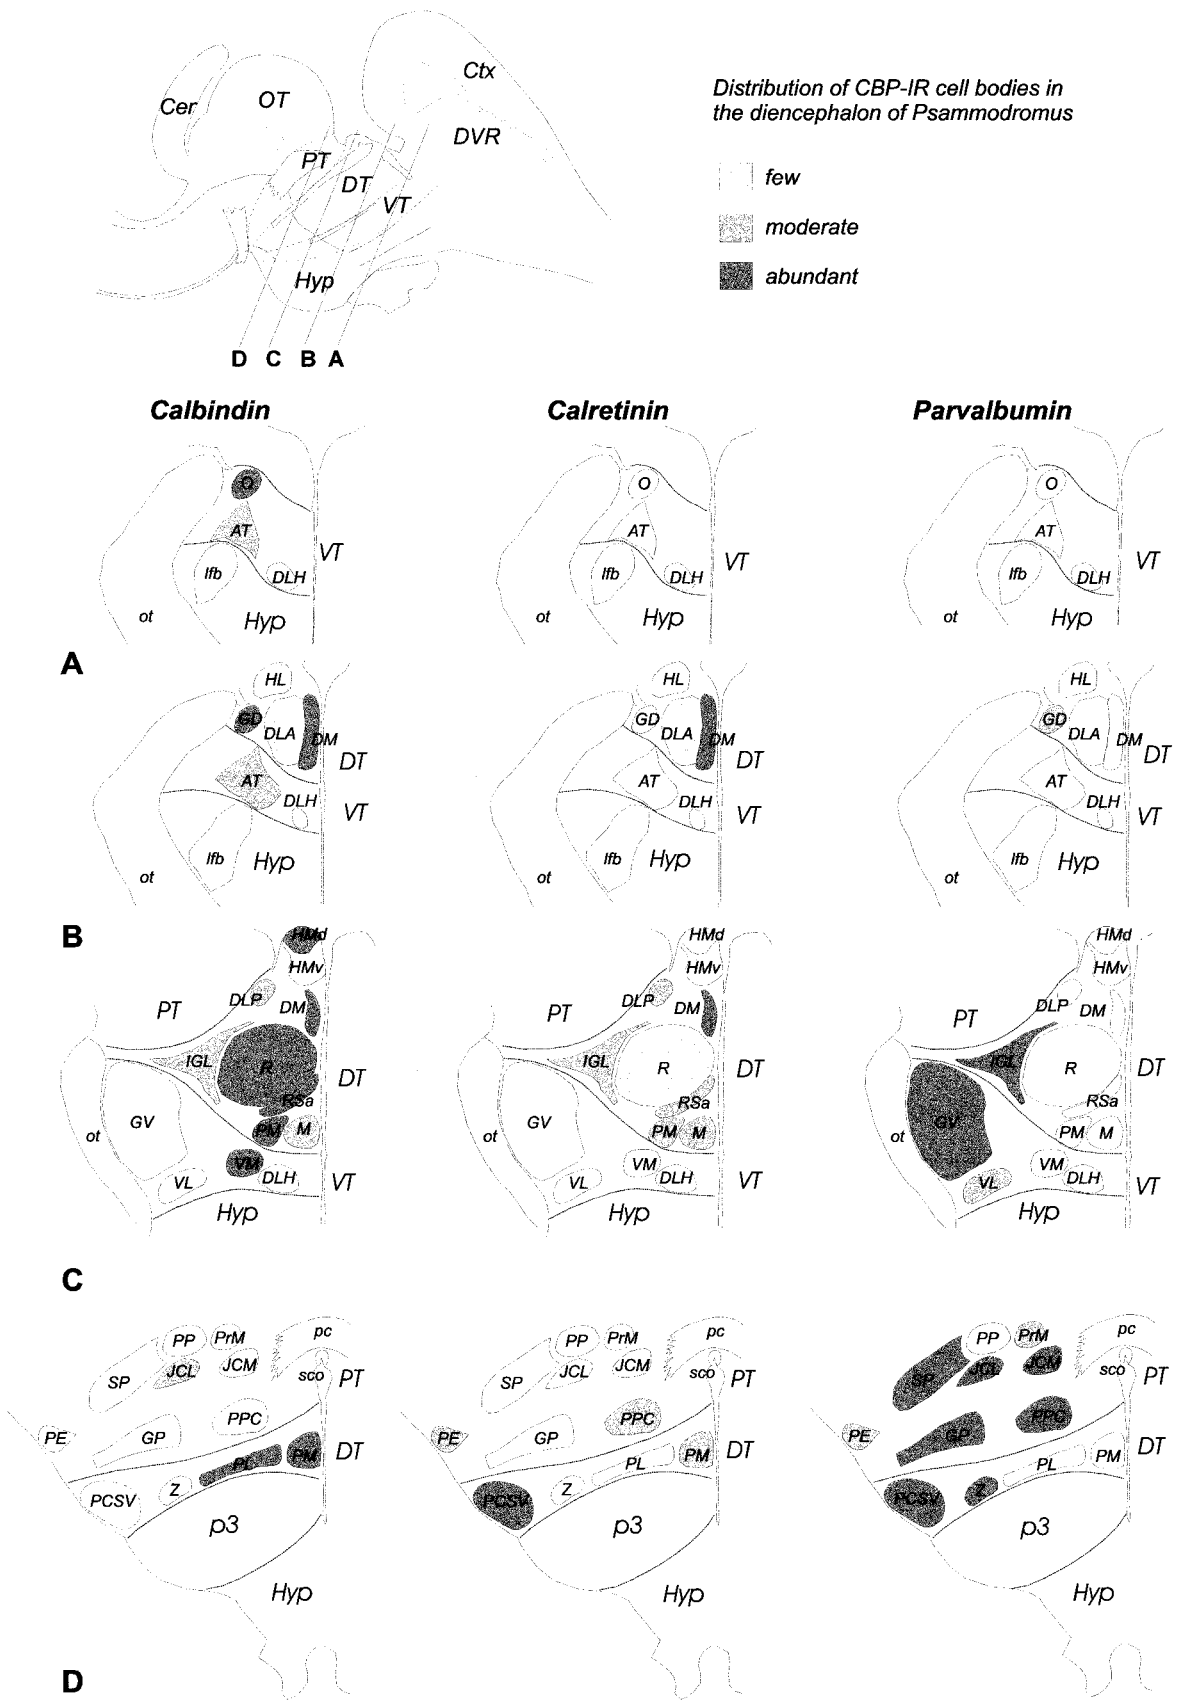 Ctx
Cer
OT
DVR
PT
DT
VT
Hyp
D C B A
Distribution of CBP-IR cell bodies in
the diencephalon of Psammodromus
few
moderate
abundant
Calbindin
Calretinin
Parvalbumin
O
AT
VT
lfb
DLH
ot
Hyp
O
AT
VT
lfb
DLH
ot
Hyp
O
AT
VT
lfb
DLH
ot
Hyp
A
HL
GD
DLA
DM
DT
AT
DLH
VT
lfb
Hyp
ot
HL
GD
DLA
DM
DT
AT
DLH
VT
lfb
Hyp
ot
HL
GD
DLA
DM
DT
AT
DLH
VT
lfb
Hyp
ot
B
HMd
HMv
DLP
DM
PT
IGL
R
DT
RSa
GV
PM
M
ot
VM
DLH
VL
VT
Hyp
HMd
HMv
DLP
DM
PT
IGL
R
DT
RSa
GV
PM
M
ot
VM
DLH
VL
VT
Hyp
HMd
HMv
DLP
DM
PT
IGL
R
DT
RSa
GV
PM
M
ot
VM
DLH
VL
VT
Hyp
C
PP
PrM
pc
JCL
JCM
SP
sco
PT
PPC
PE
GP
DT
PL
PM
PCSV
Z
p3
Hyp
PP
PrM
pc
JCL
JCM
SP
sco
PT
PPC
PE
GP
DT
PL
PM
PCSV
Z
p3
Hyp
PP
PrM
pc
JCL
JCM
SP
sco
PT
PPC
PE
GP
DT
PL
PM
PCSV
Z
p3
Hyp
D